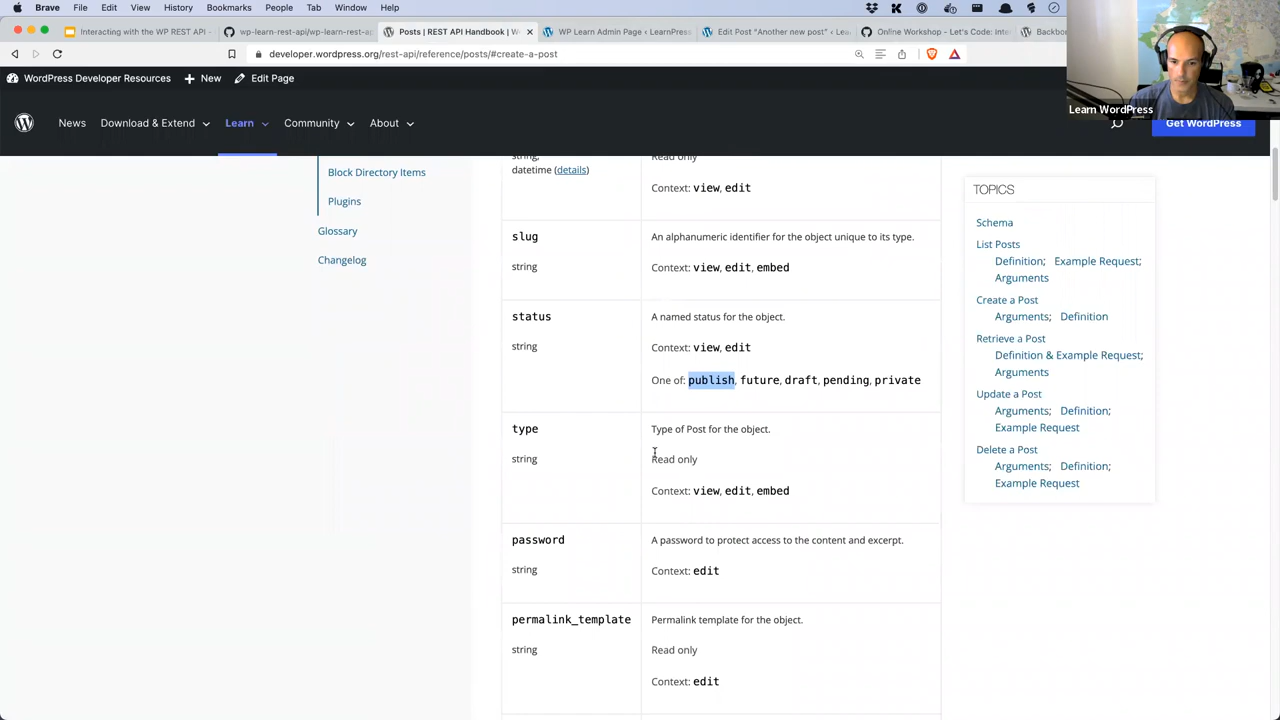 Brave File Edit View History Bookmarks People Tab Window Help
Interacting with the WP REST API -
wp-learn-rest-api/wp-learn-rest-ap
Posts | REST API Handbook | W
WP Learn Admin Page ‹ LearnPress
Edit Post "Another new post" ‹ Lea
Online Workshop - Let's Code: Inte
Backbon
developer.wordpress.org/rest-api/reference/posts/#create-a-post
WordPress Developer Resources New Edit Page
Learn WordPress
News Download & Extend Learn Community About Get WordPress
Block Directory Items
Plugins
Glossary
Changelog
string,
datetime (details)
Read only
Context: view, edit
slug
string
An alphanumeric identifier for the object unique to its type.
Context: view, edit, embed
status
string
A named status for the object.
Context: view, edit
One of: publish, future, draft, pending, private
type
string
Type of Post for the object.
Read only
Context: view, edit, embed
password
string
A password to protect access to the content and excerpt.
Context: edit
permalink_template
string
Permalink template for the object.
Read only
Context: edit
TOPICS
Schema
List Posts
Definition; Example Request;
Arguments
Create a Post
Arguments; Definition
Retrieve a Post
Definition & Example Request;
Arguments
Update a Post
Arguments; Definition;
Example Request
Delete a Post
Arguments; Definition;
Example Request